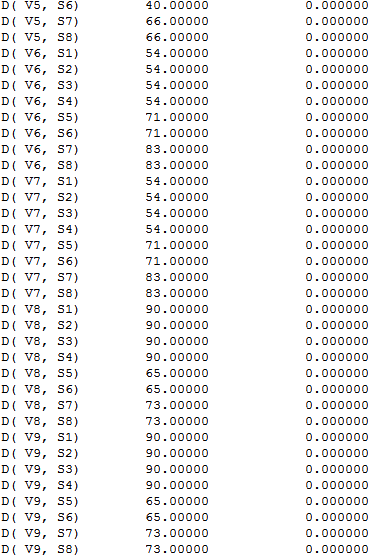 D( V5, S6) 40.00000 0.000000
D( V5, S7) 66.00000 0.000000
D( V5, S8) 66.00000 0.000000
D( V6, S1) 54.00000 0.000000
D( V6, S2) 54.00000 0.000000
D( V6, S3) 54.00000 0.000000
D( V6, S4) 54.00000 0.000000
D( V6, S5) 71.00000 0.000000
D( V6, S6) 71.00000 0.000000
D( V6, S7) 83.00000 0.000000
D( V6, S8) 83.00000 0.000000
D( V7, S1) 54.00000 0.000000
D( V7, S2) 54.00000 0.000000
D( V7, S3) 54.00000 0.000000
D( V7, S4) 54.00000 0.000000
D( V7, S5) 71.00000 0.000000
D( V7, S6) 71.00000 0.000000
D( V7, S7) 83.00000 0.000000
D( V7, S8) 83.00000 0.000000
D( V8, S1) 90.00000 0.000000
D( V8, S2) 90.00000 0.000000
D( V8, S3) 90.00000 0.000000
D( V8, S4) 90.00000 0.000000
D( V8, S5) 65.00000 0.000000
D( V8, S6) 65.00000 0.000000
D( V8, S7) 73.00000 0.000000
D( V8, S8) 73.00000 0.000000
D( V9, S1) 90.00000 0.000000
D( V9, S2) 90.00000 0.000000
D( V9, S3) 90.00000 0.000000
D( V9, S4) 90.00000 0.000000
D( V9, S5) 65.00000 0.000000
D( V9, S6) 65.00000 0.000000
D( V9, S7) 73.00000 0.000000
D( V9, S8) 73.00000 0.000000